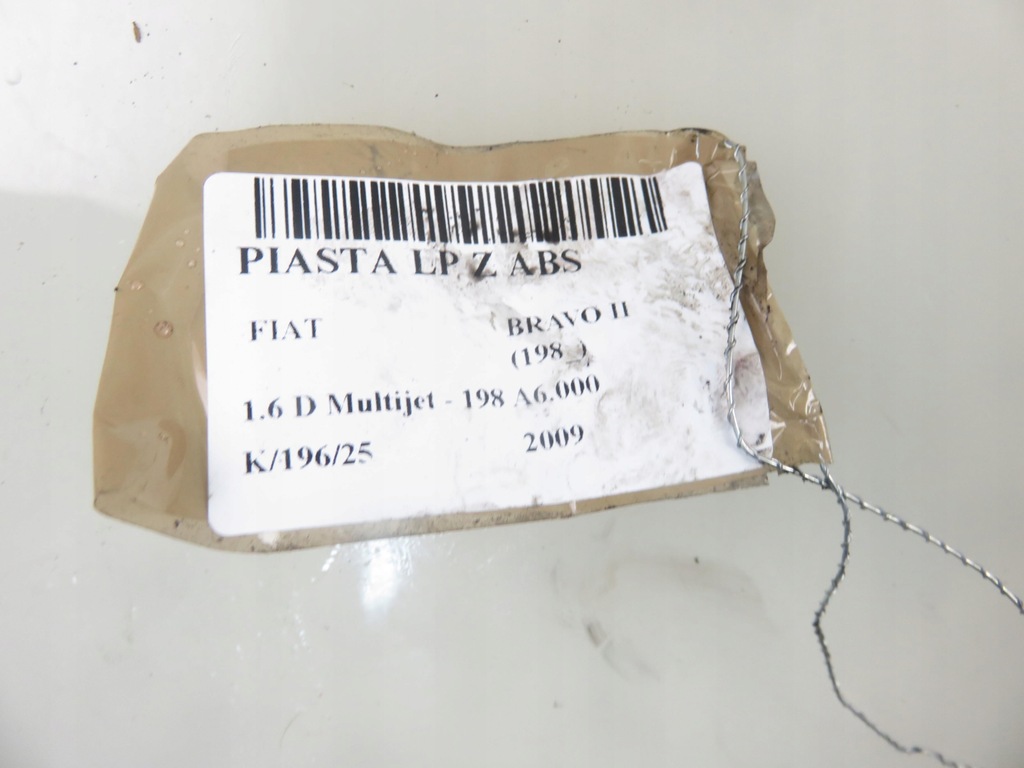 PIASTA LP Z ABS
FIAT BRAVO II
(198_)
1.6 D Multijet - 198 A6.000
K/196/25 2009